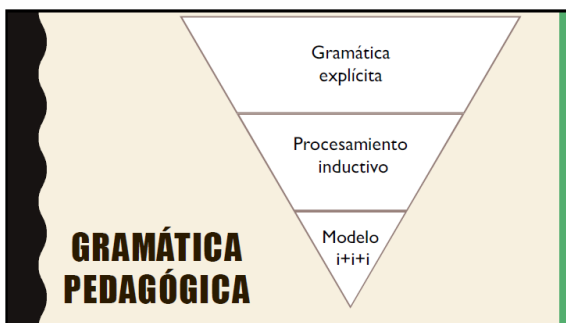 Gramática
explícita
Procesamiento
inductivo
Modelo
i+i+i
GRAMÁTICA
PEDAGÓGICA